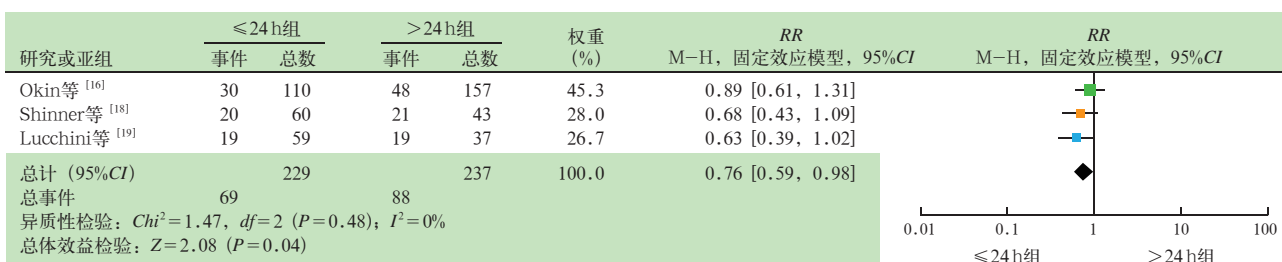 ≤24 h组 >24 h组 权重 RR RR
研究或亚组 事件 总数 事件 总数 (%) M-H，固定效应模型，95%CI M-H，固定效应模型，95%CI
Okin等 [16] 30 110 48 157 45.3 0.89 [0.61, 1.31]
Shinner等 [18] 20 60 21 43 28.0 0.68 [0.43, 1.09]
Lucchini等 [19] 19 59 19 37 26.7 0.63 [0.39, 1.02]
总计（95%CI） 229 237 100.0 0.76 [0.59, 0.98]
总事件 69 88
异质性检验：Chi²=1.47，df=2（P=0.48）；I²=0%
总体效益检验：Z=2.08（P=0.04）
0.01 0.1 1 10 100
≤24 h组 >24 h组